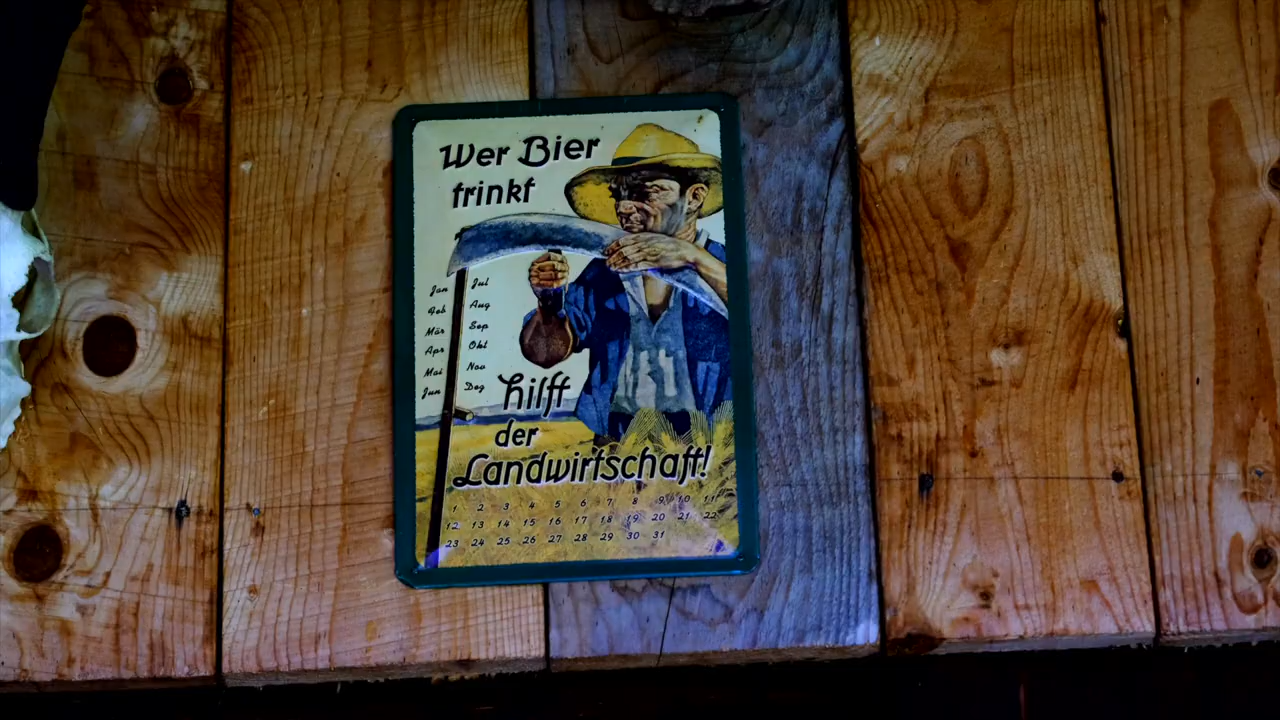 Wer Bier
trinkt
Jan Jul
Feb Aug
Mär Sep
Apr Okt
Mai Nov
Jun Dez
hilft
der
Landwirtschaft!
1 2 3 4 5 6 7 8 9 10 11
12 13 14 15 16 17 18 19 20 21 22
23 24 25 26 27 28 29 30 31